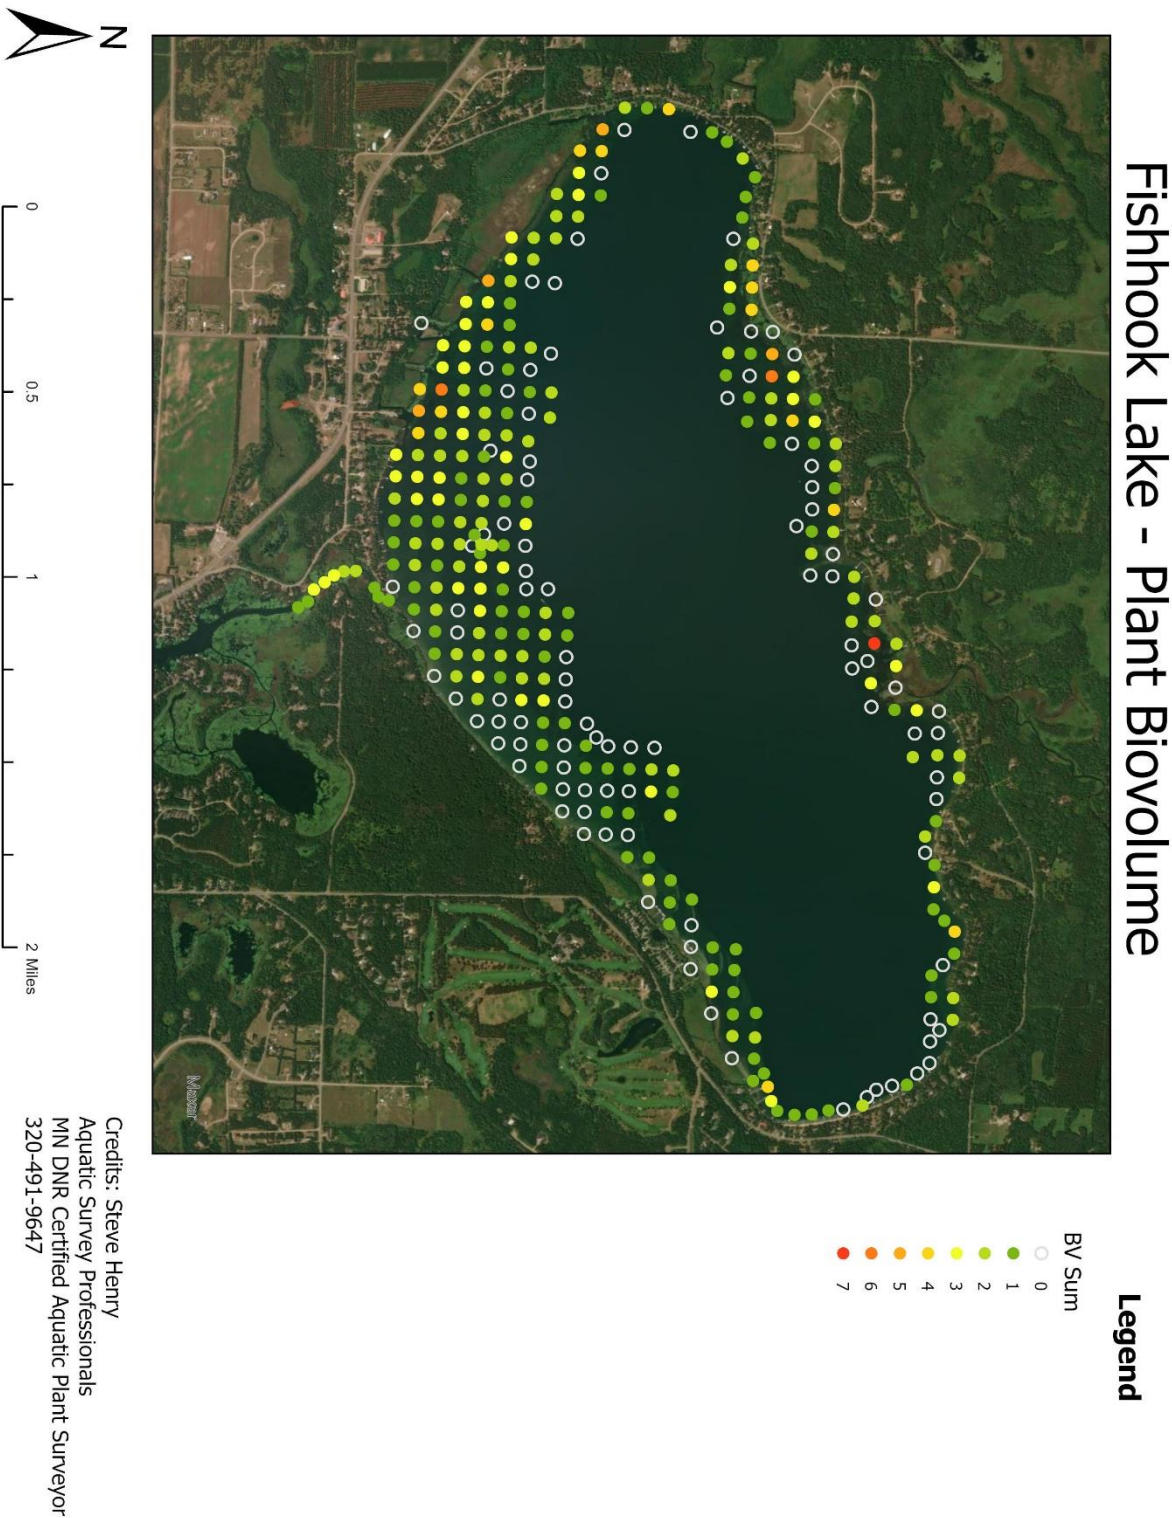 Fishhook Lake - Plant Biovolume
Legend
BV Sum
0
1
2
3
4
5
6
7
Maxar
Credits: Steve Henry
Aquatic Survey Professionals
MN DNR Certified Aquatic Plant Surveyor
320-491-9647
N
0
0.5
1
2 Miles